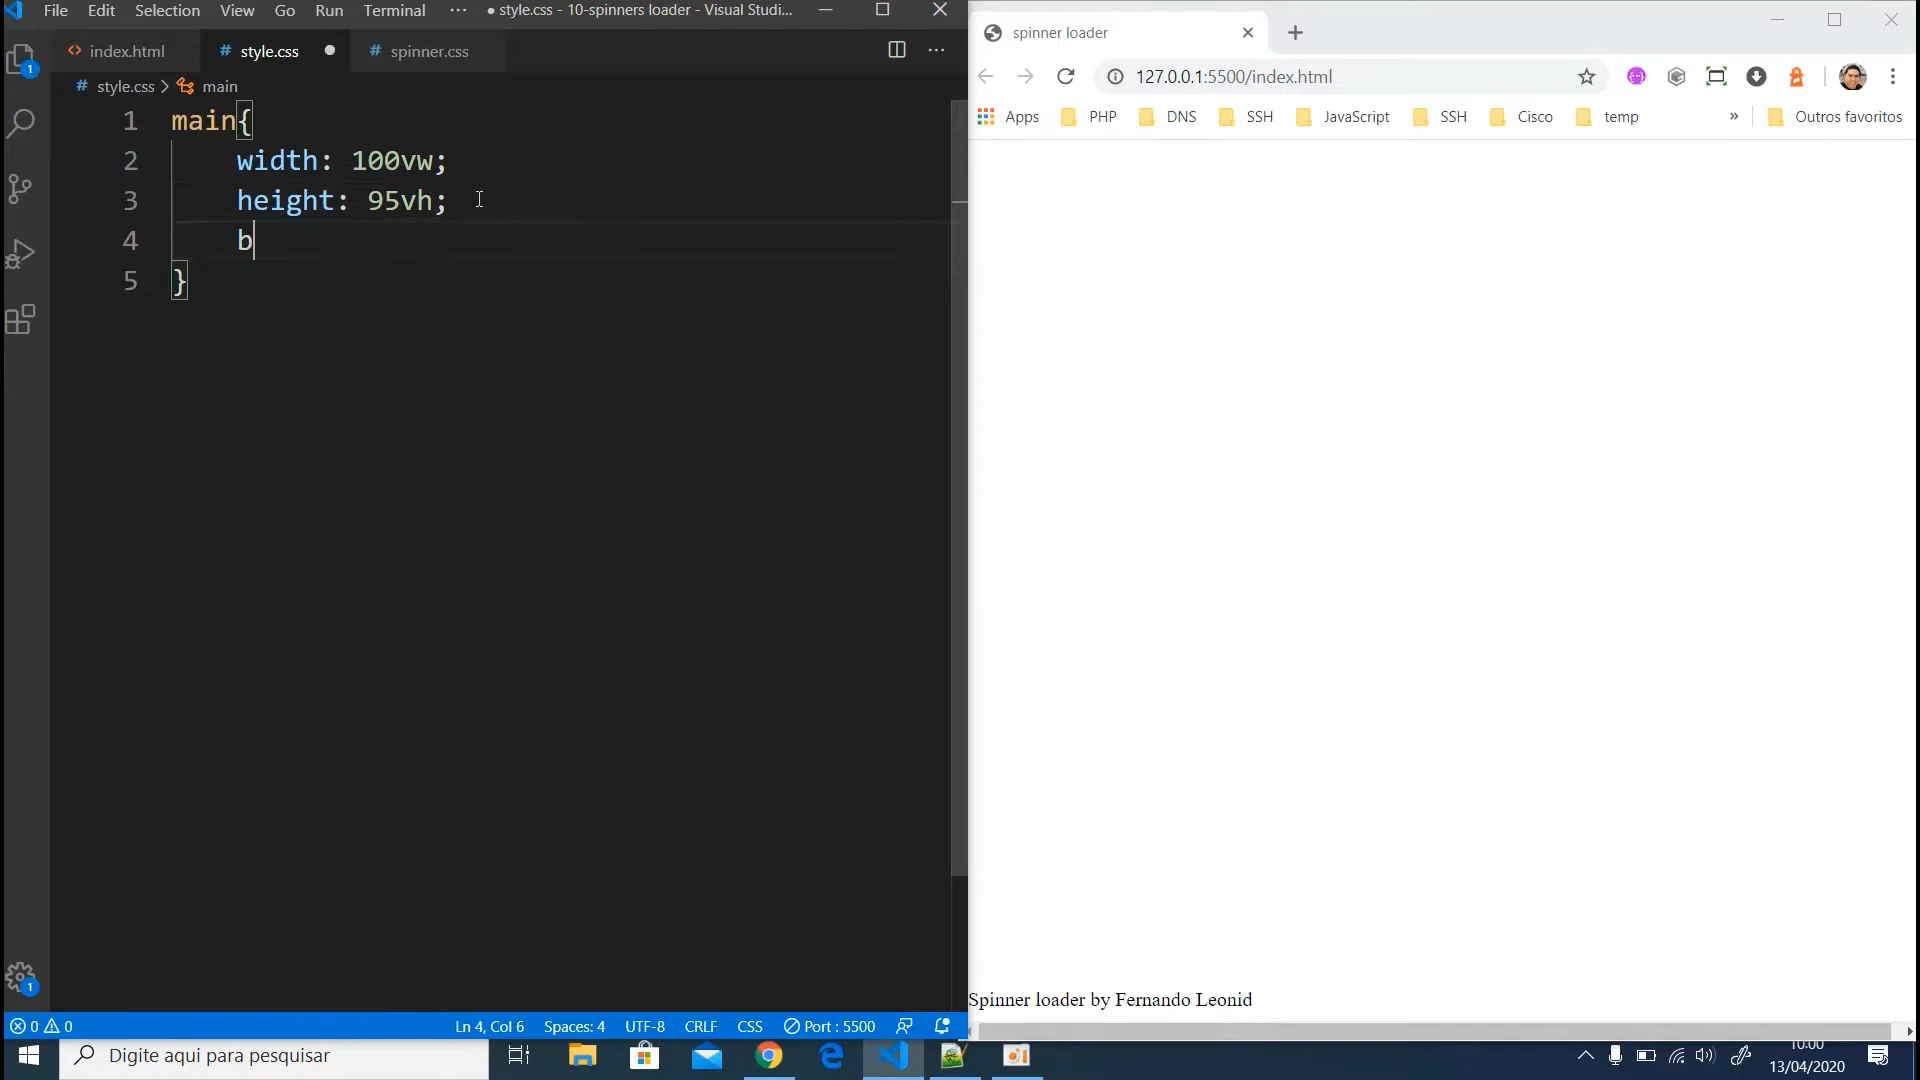 File Edit Selection View Go Run Terminal ··· ● style.css - 10-spinners loader - Visual Studi...
index.html # style.css ● # spinner.css
# style.css > main
1 main{
2 width: 100vw;
3 height: 95vh;
4 b
5 }
1
1
0 0 Ln 4, Col 6 Spaces: 4 UTF-8 CRLF CSS Port : 5500
spinner loader
127.0.0.1:5500/index.html
Apps PHP DNS SSH JavaScript SSH Cisco temp » Outros favoritos
Spinner loader by Fernando Leonid
Digite aqui para pesquisar
10:00
13/04/2020